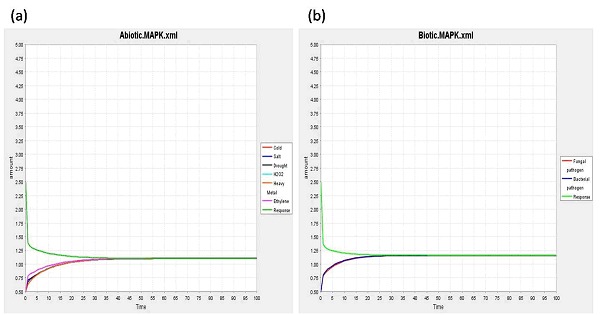 (a)
(b)
Abiotic.MAPK.xml
5.00
4.75
4.50
4.25
4.00
3.75
3.50
3.25
3.00
2.75
2.50
2.25
2.00
1.75
1.50
1.25
1.00
0.75
0.50
amount
0 5 10 15 20 25 30 35 40 45 50 55 60 65 70 75 80 85 90 95 100
Time
Cold
Salt
Drought
H2O2
Heavy
Metal
Ethylene
Response
Biotic.MAPK.xml
5.00
4.75
4.50
4.25
4.00
3.75
3.50
3.25
3.00
2.75
2.50
2.25
2.00
1.75
1.50
1.25
1.00
0.75
0.50
amount
0 5 10 15 20 25 30 35 40 45 50 55 60 65 70 75 80 85 90 95 100
Time
Fungal
pathogen
Bacterial
pathogen
Response